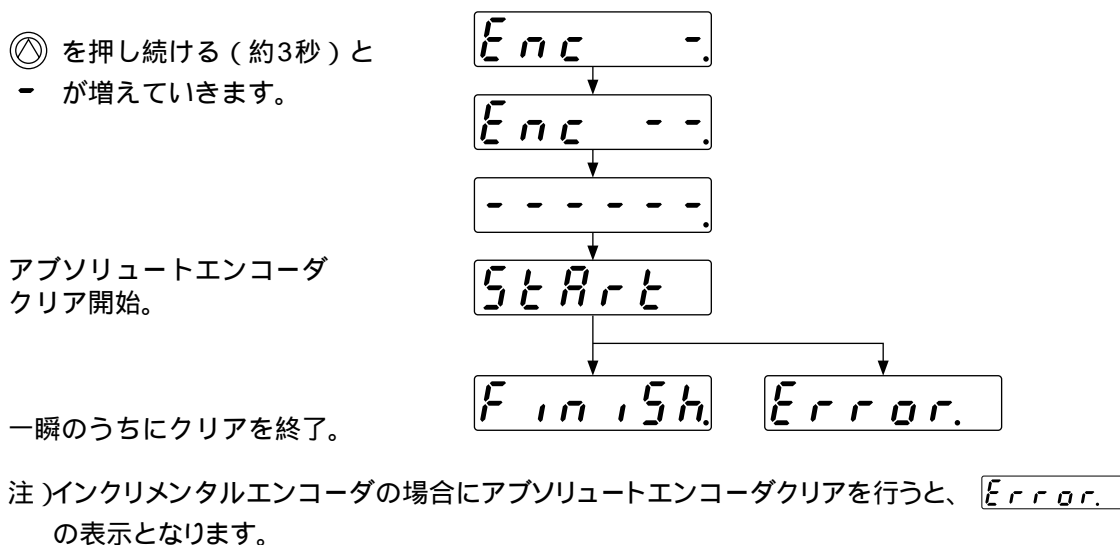 Enc -.
を押し続ける（約3秒）と
- が増えていきます。
Enc --.
------.
アブソリュートエンコーダ
クリア開始。
StArt
FiniSh. Error.
一瞬のうちにクリアを終了。
注）インクリメンタルエンコーダの場合にアブソリュートエンコーダクリアを行うと、 Error.
の表示となります。